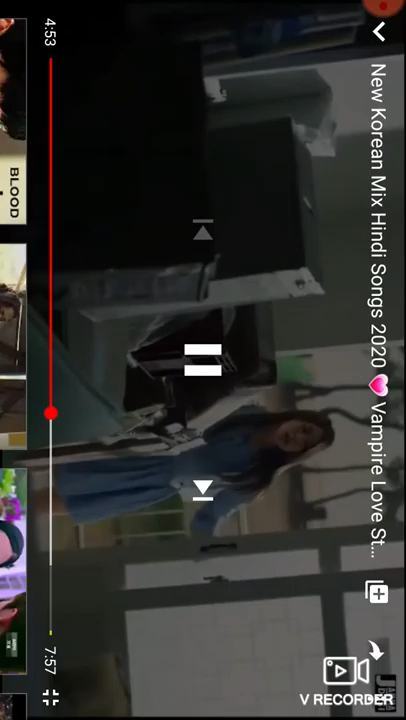 New Korean Mix Hindi Songs 2020 💗 Vampire Love St...
4:53
7:57
BLOOD
V RECORDER